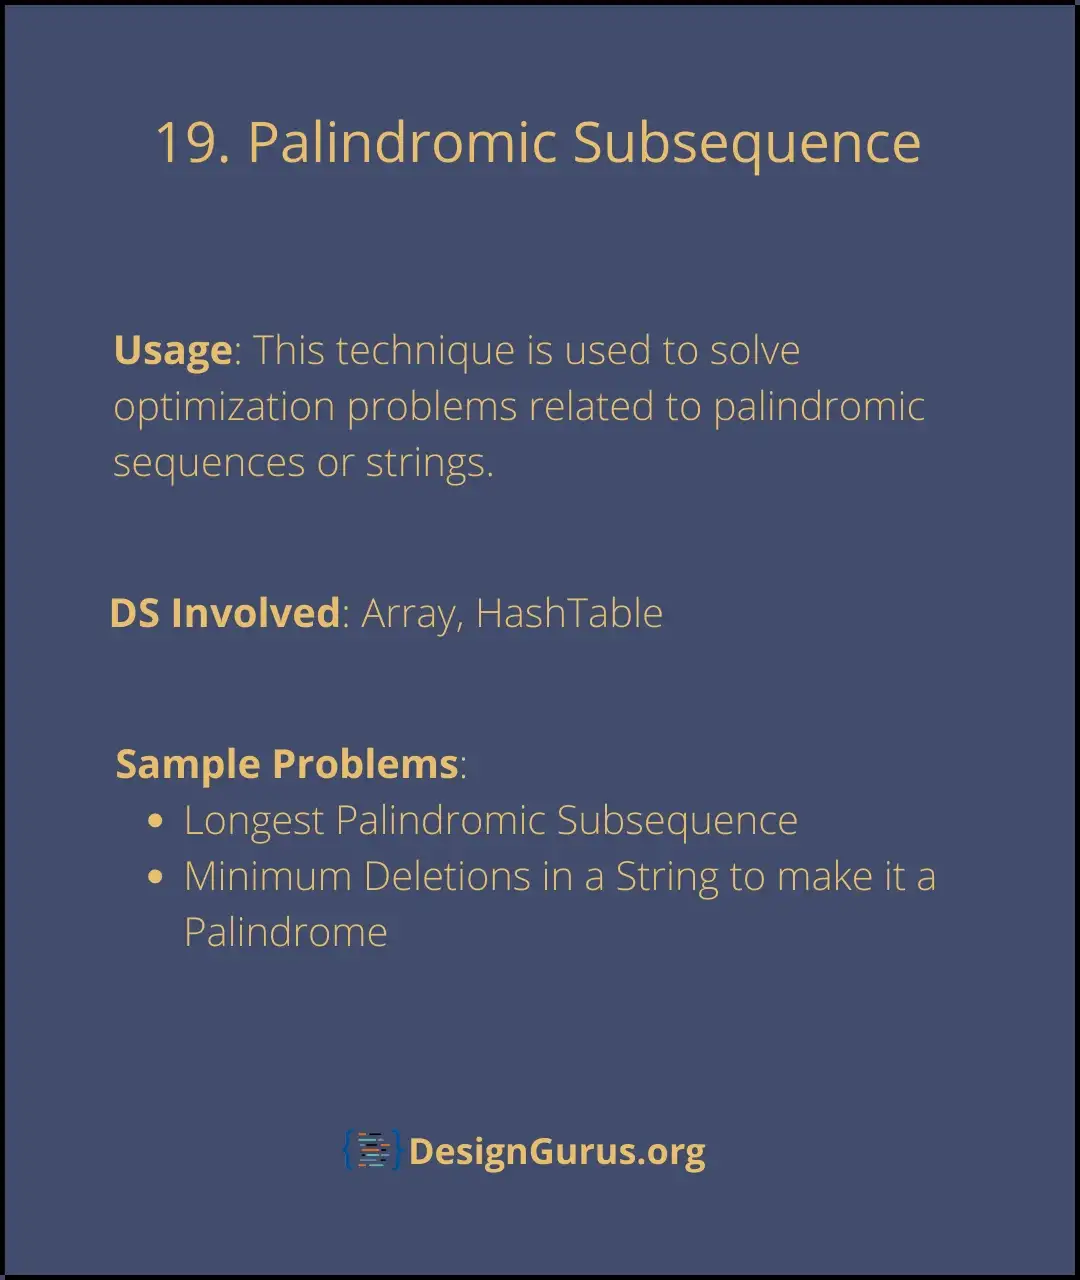 19. Palindromic Subsequence
Usage: This technique is used to solve
optimization problems related to palindromic
sequences or strings.
DS Involved: Array, HashTable
Sample Problems:
• Longest Palindromic Subsequence
• Minimum Deletions in a String to make it a
Palindrome
DesignGurus.org